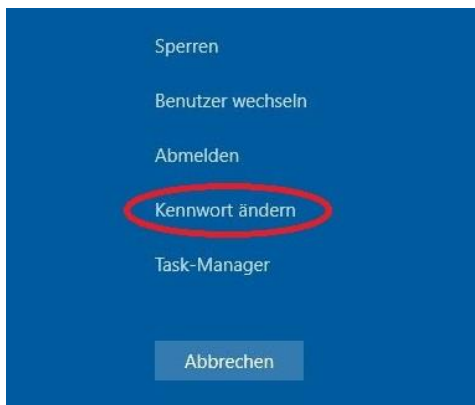 Sperren
Benutzer wechseln
Abmelden
Kennwort ändern
Task-Manager
Abbrechen